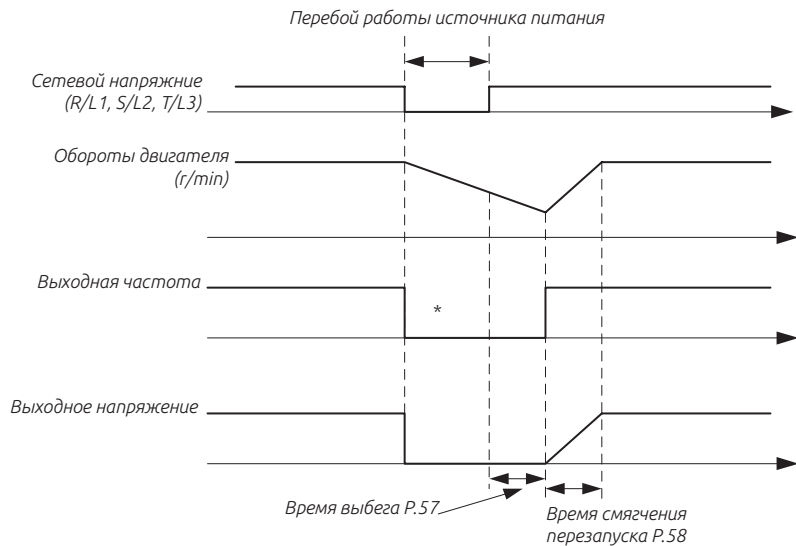 Перебой работы источника питания
Сетевой напряжние
(R/L1, S/L2, T/L3)
Обороты двигателя
(r/min)
Выходная частота
*
Выходное напряжение
Время выбега P.57
Время смягчения
перезапуска P.58